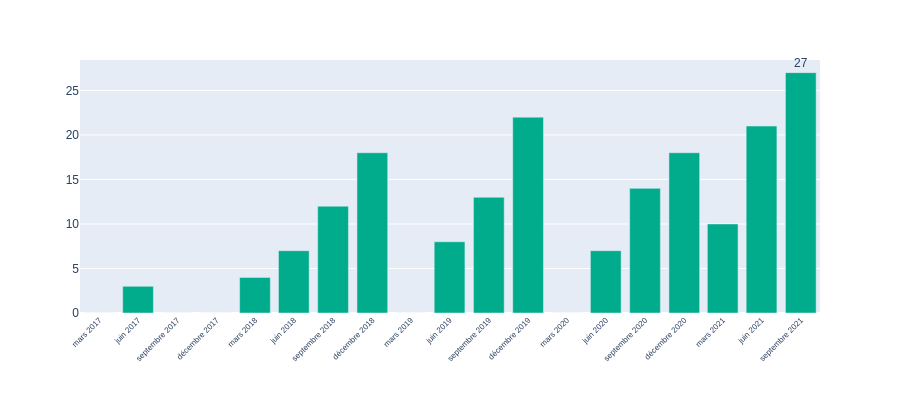 27
25
20
15
10
5
0
mars 2017
juin 2017
septembre 2017
décembre 2017
mars 2018
juin 2018
septembre 2018
décembre 2018
mars 2019
juin 2019
septembre 2019
décembre 2019
mars 2020
juin 2020
septembre 2020
décembre 2020
mars 2021
juin 2021
septembre 2021